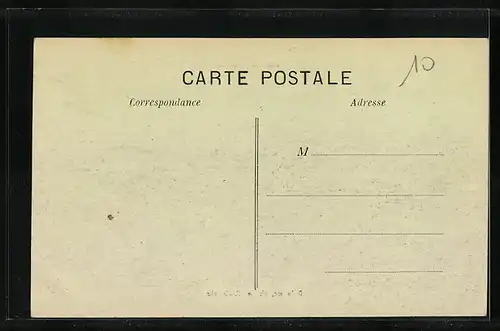 CARTE POSTALE
10
Correspondance
Adresse
M